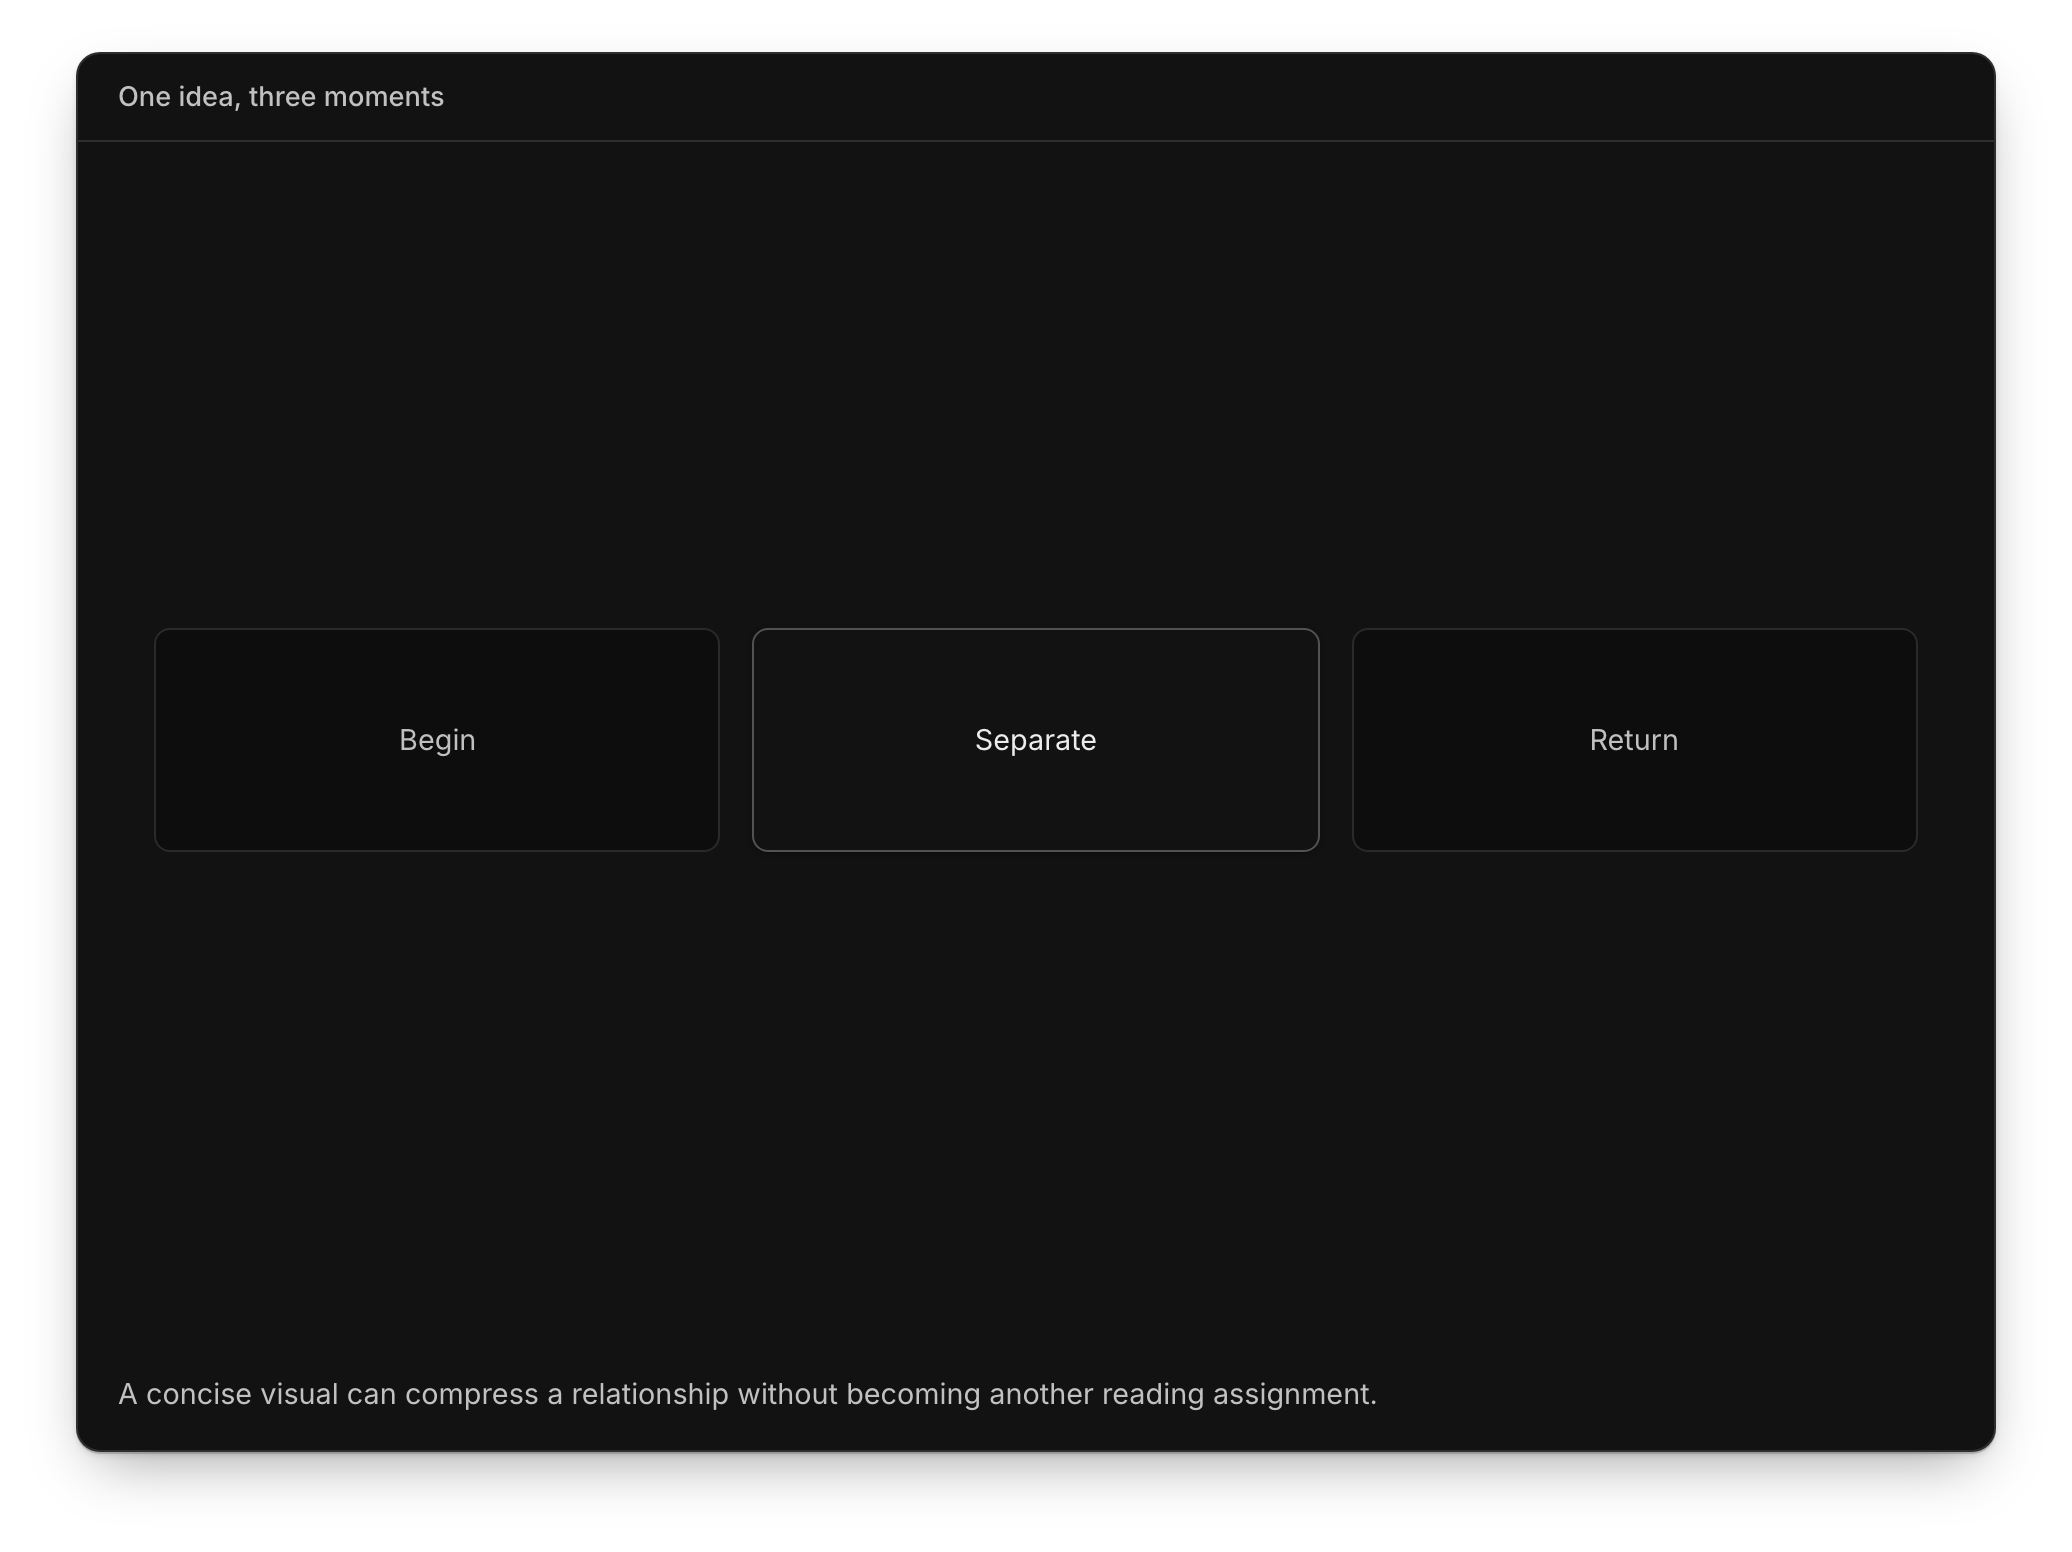 One idea, three moments
Begin
Separate
Return
A concise visual can compress a relationship without becoming another reading assignment.